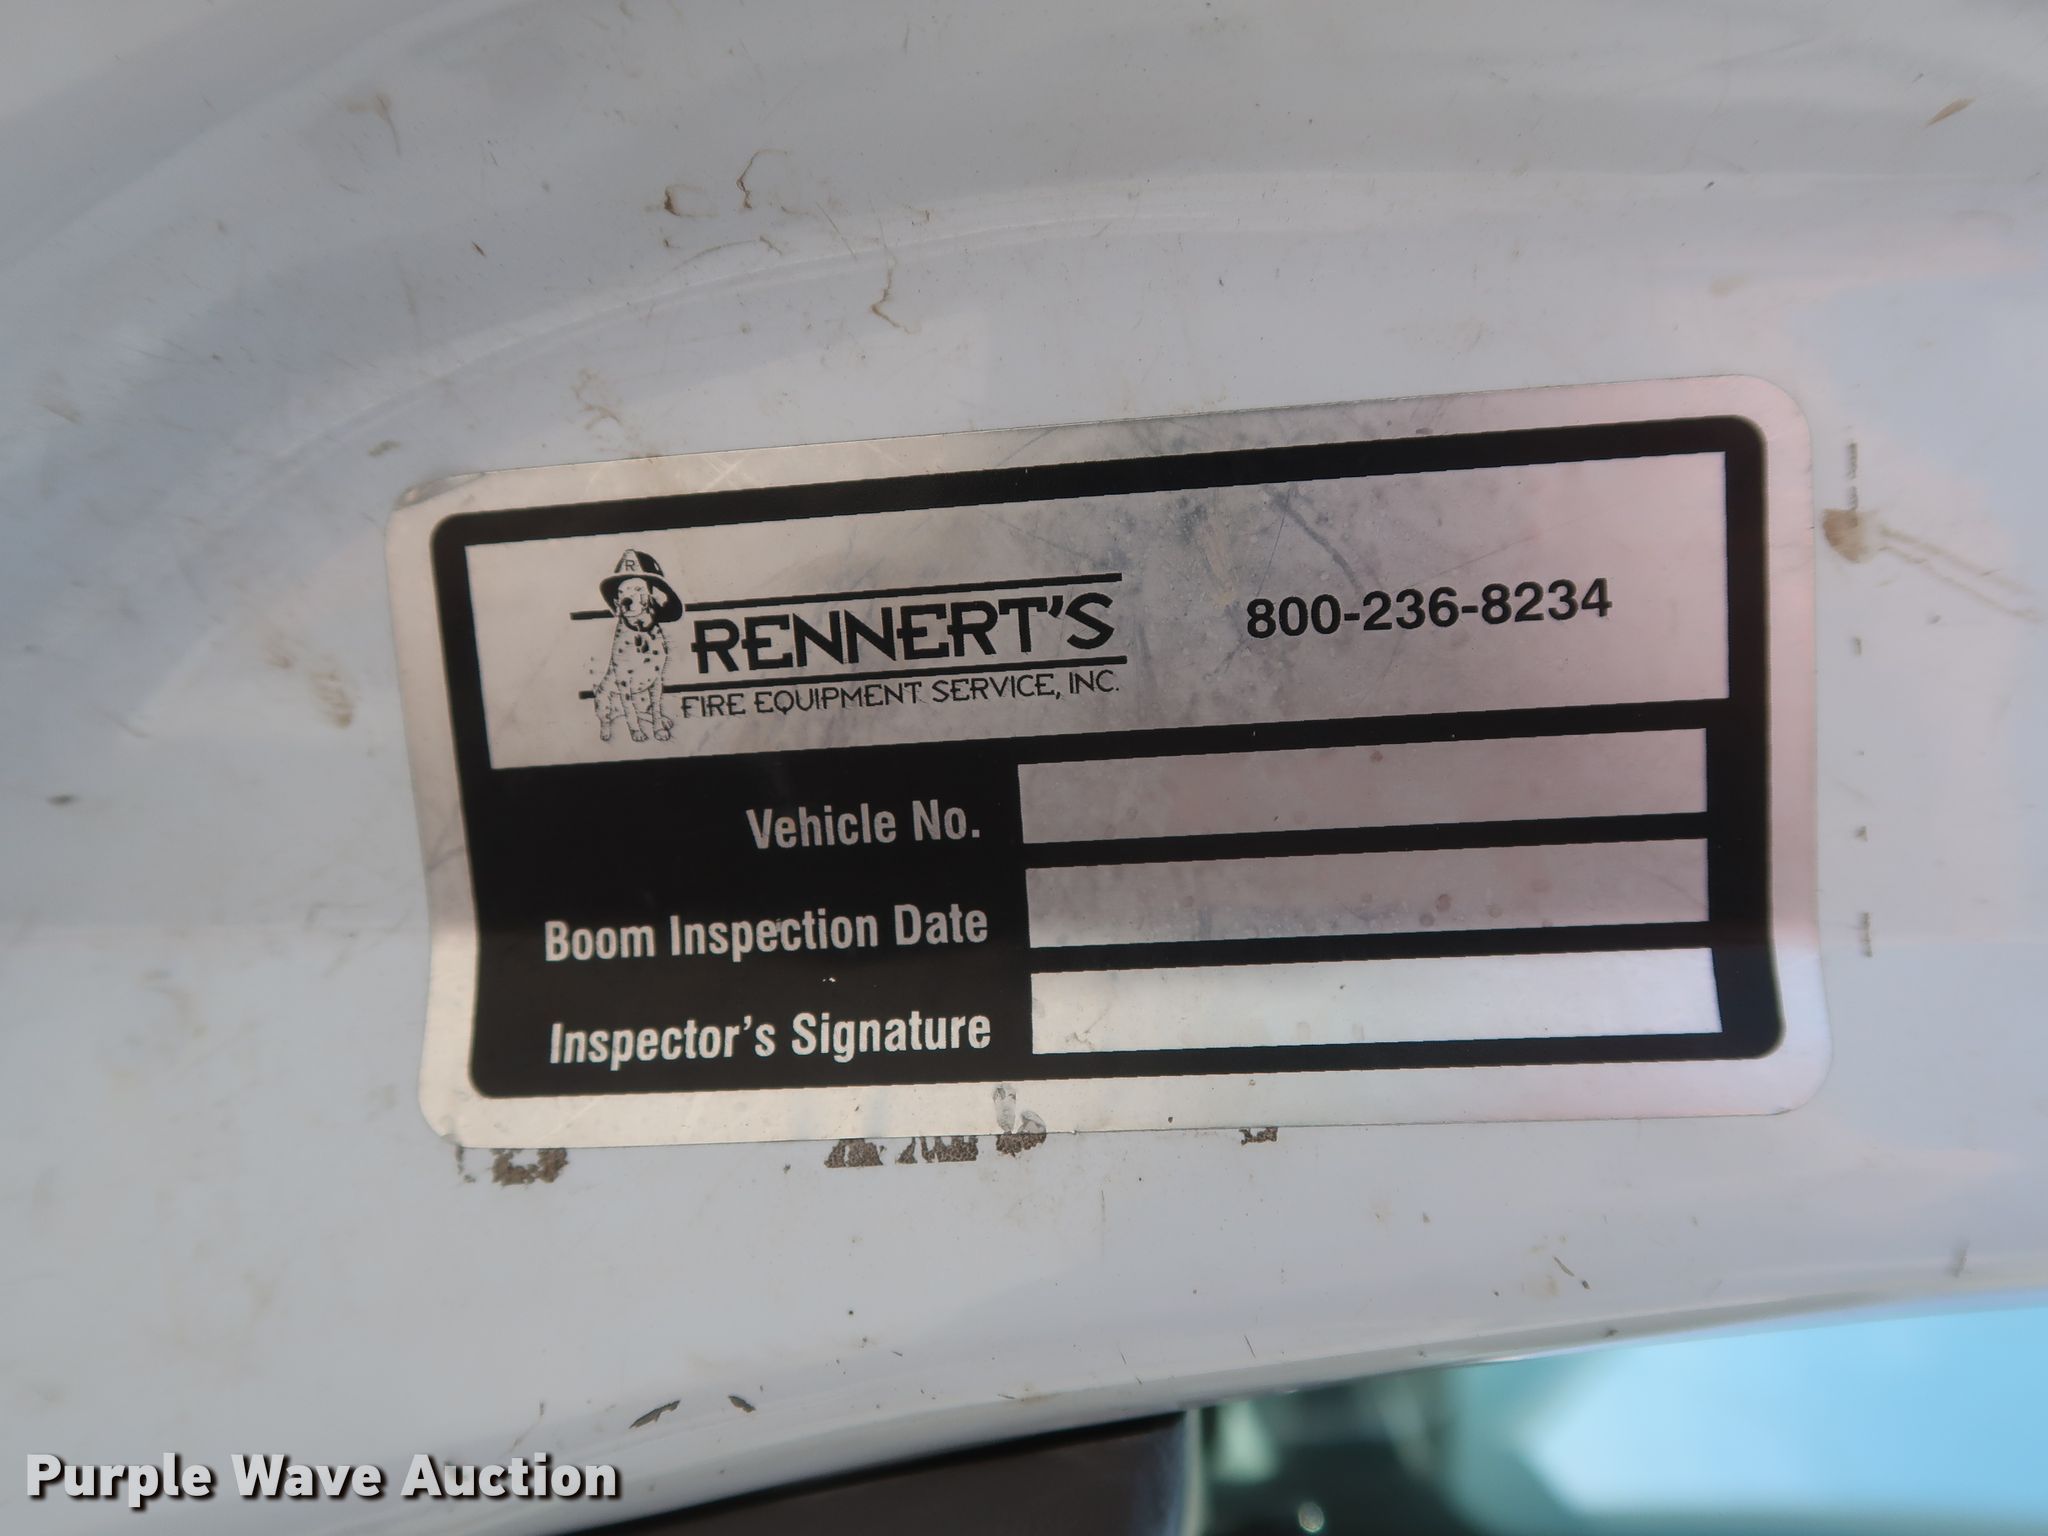 R
RENNERT'S
FIRE EQUIPMENT SERVICE, INC.
800-236-8234
Vehicle No.
Boom Inspection Date
Inspector's Signature
Purple Wave Auction